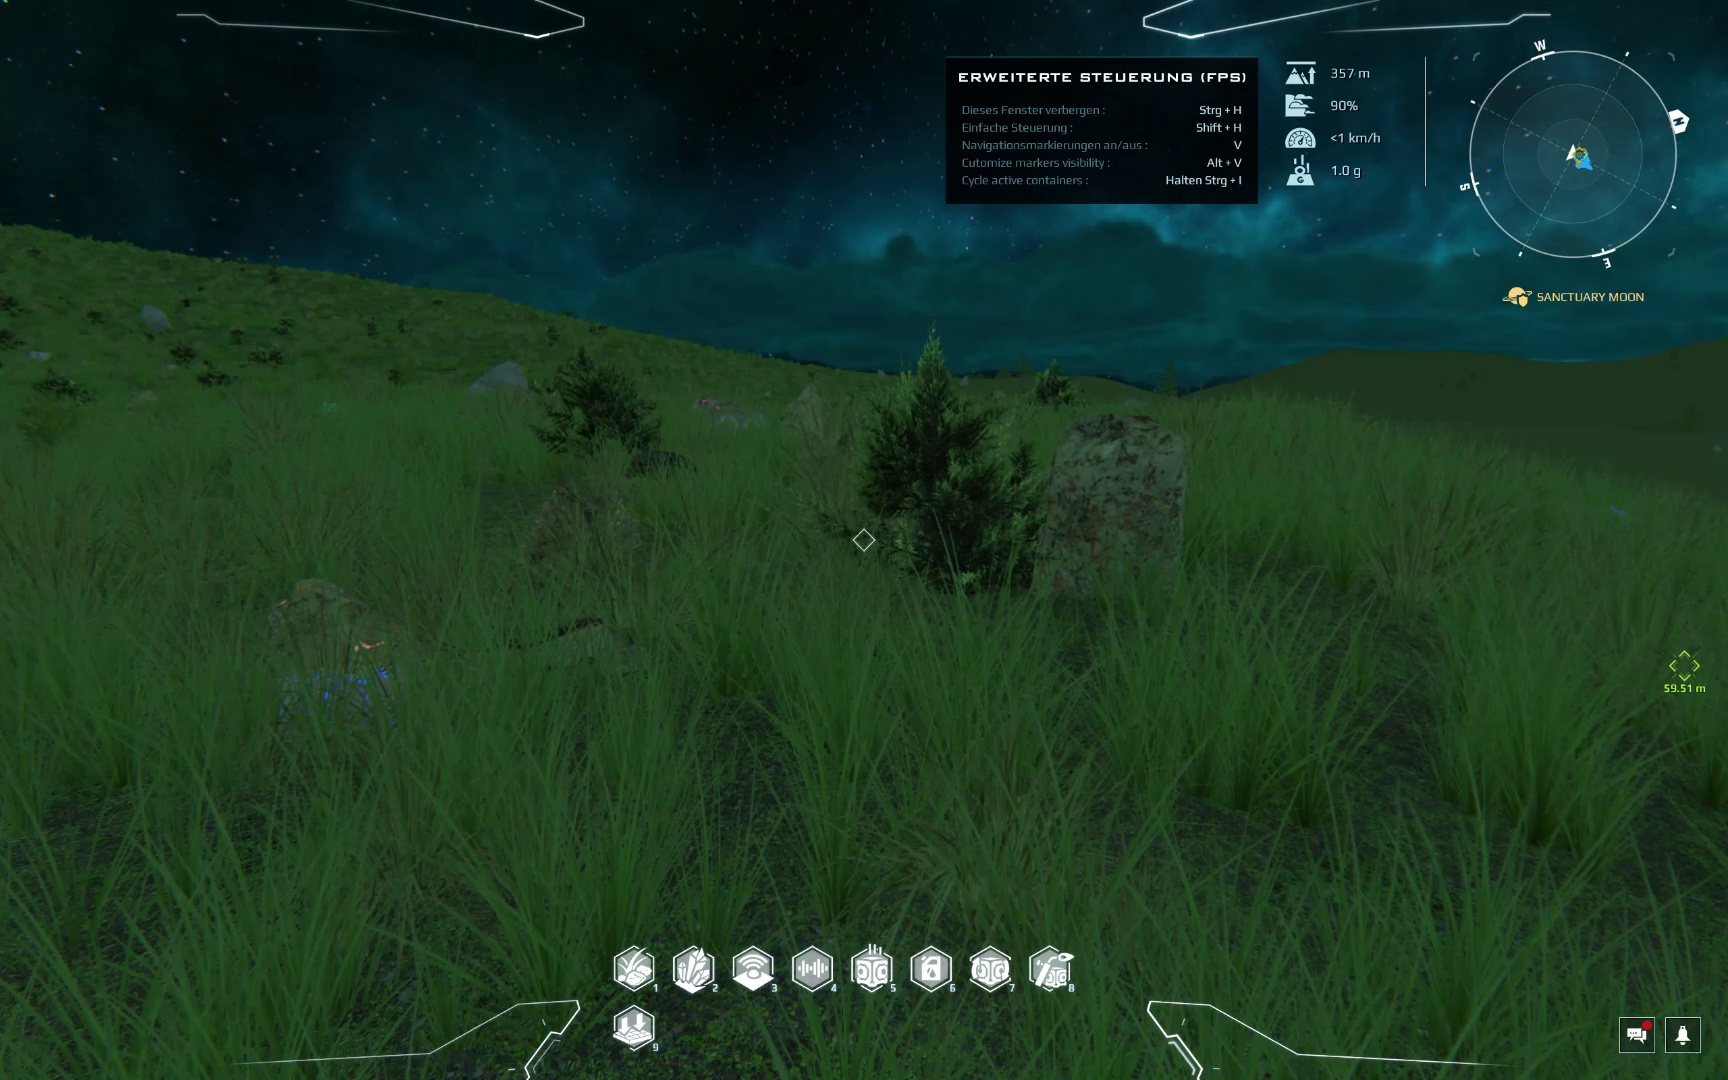 ERWEITERTE STEUERUNG (FPS)
Dieses Fenster verbergen : Strg + H
Einfache Steuerung : Shift + H
Navigationsmarkierungen an/aus : V
Cutomize markers visibility : Alt + V
Cycle active containers : Halten Strg + I
357 m
90%
<1 km/h
1.0 g
G
W
N
S
E
SANCTUARY MOON
59.51 m
1 2 3 4 5 6 7 8
9